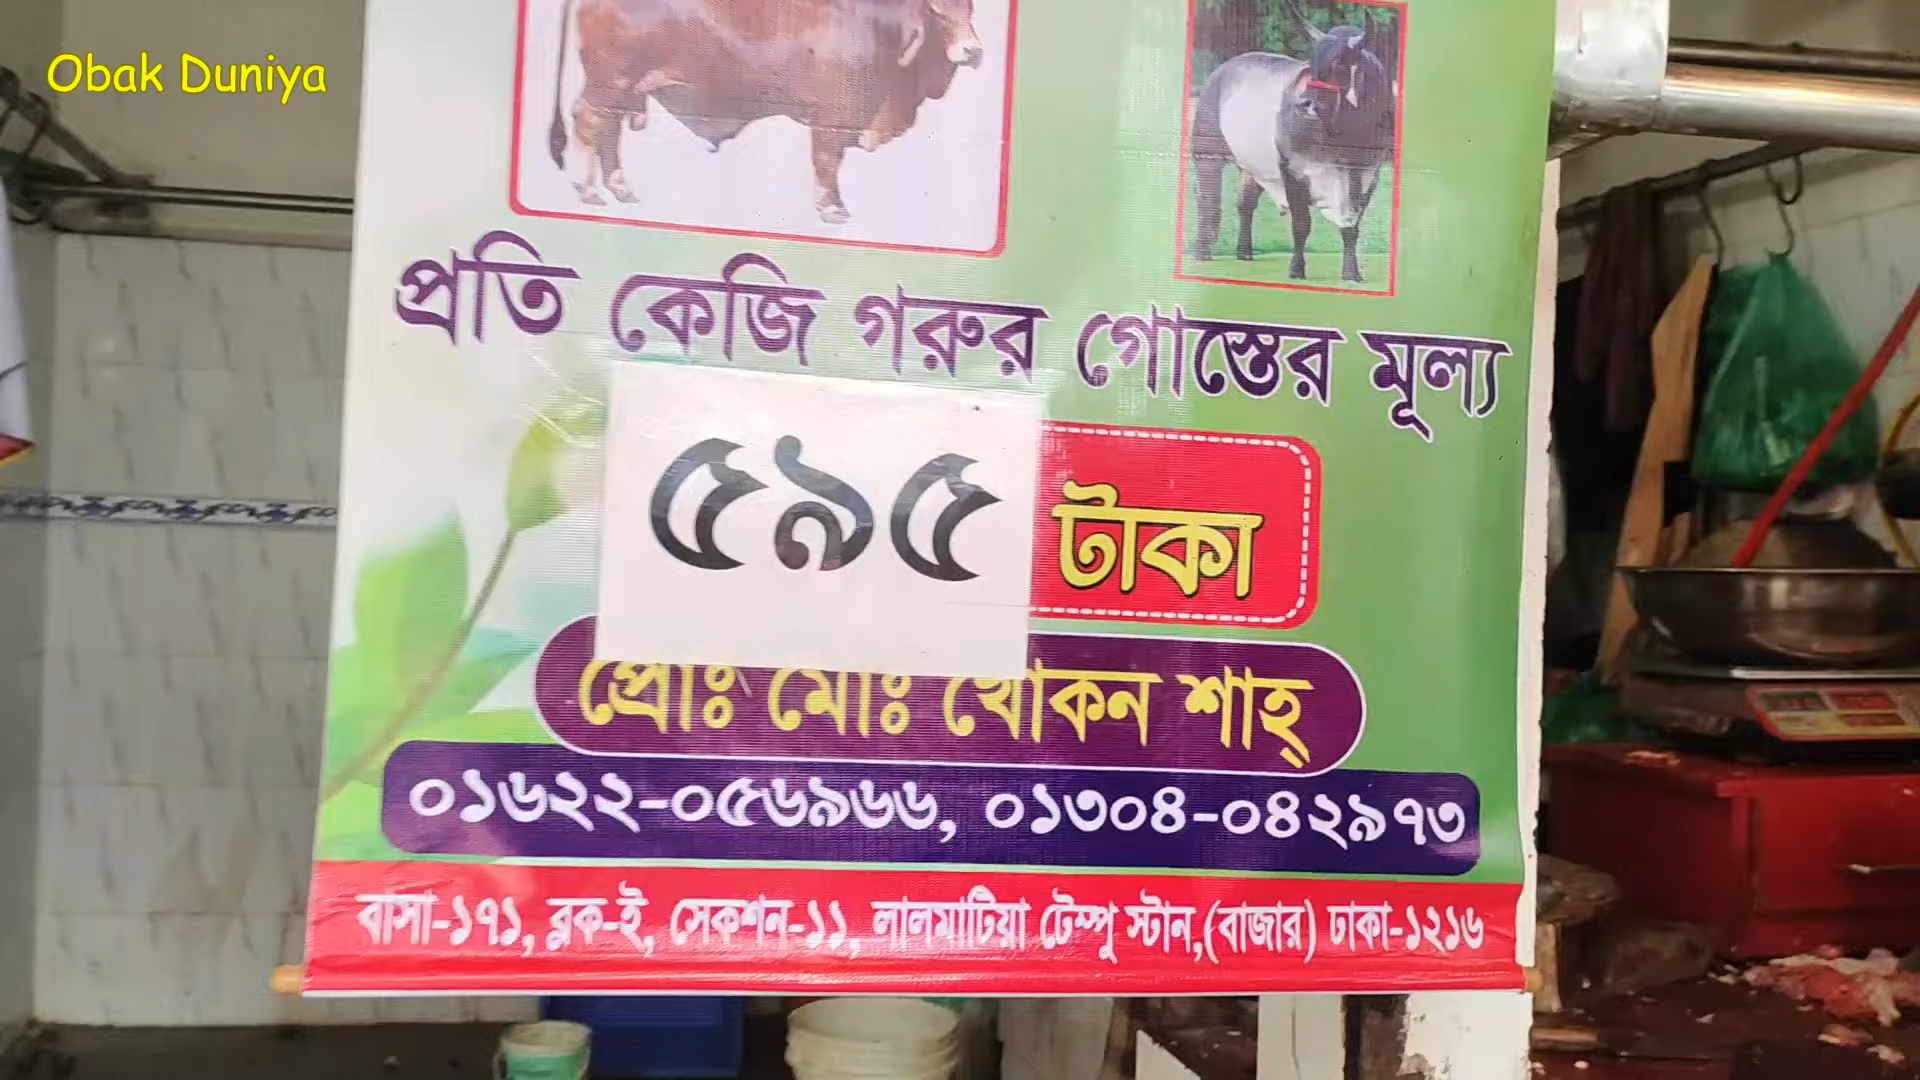 Obak Duniya
প্রতি কেজি গরুর গোস্তের মূল্য
৫৯৫ টাকা
প্রোঃ মোঃ খোকন শাহ্
০১৬২২-০৫৬৯৬৬, ০১৩০৪-০৪২৯৭৩
বাসা-১৭১, ব্লক-ই, সেকশন-১১, লালমাটিয়া টেম্পু স্টান,(বাজার) ঢাকা-১২১৬